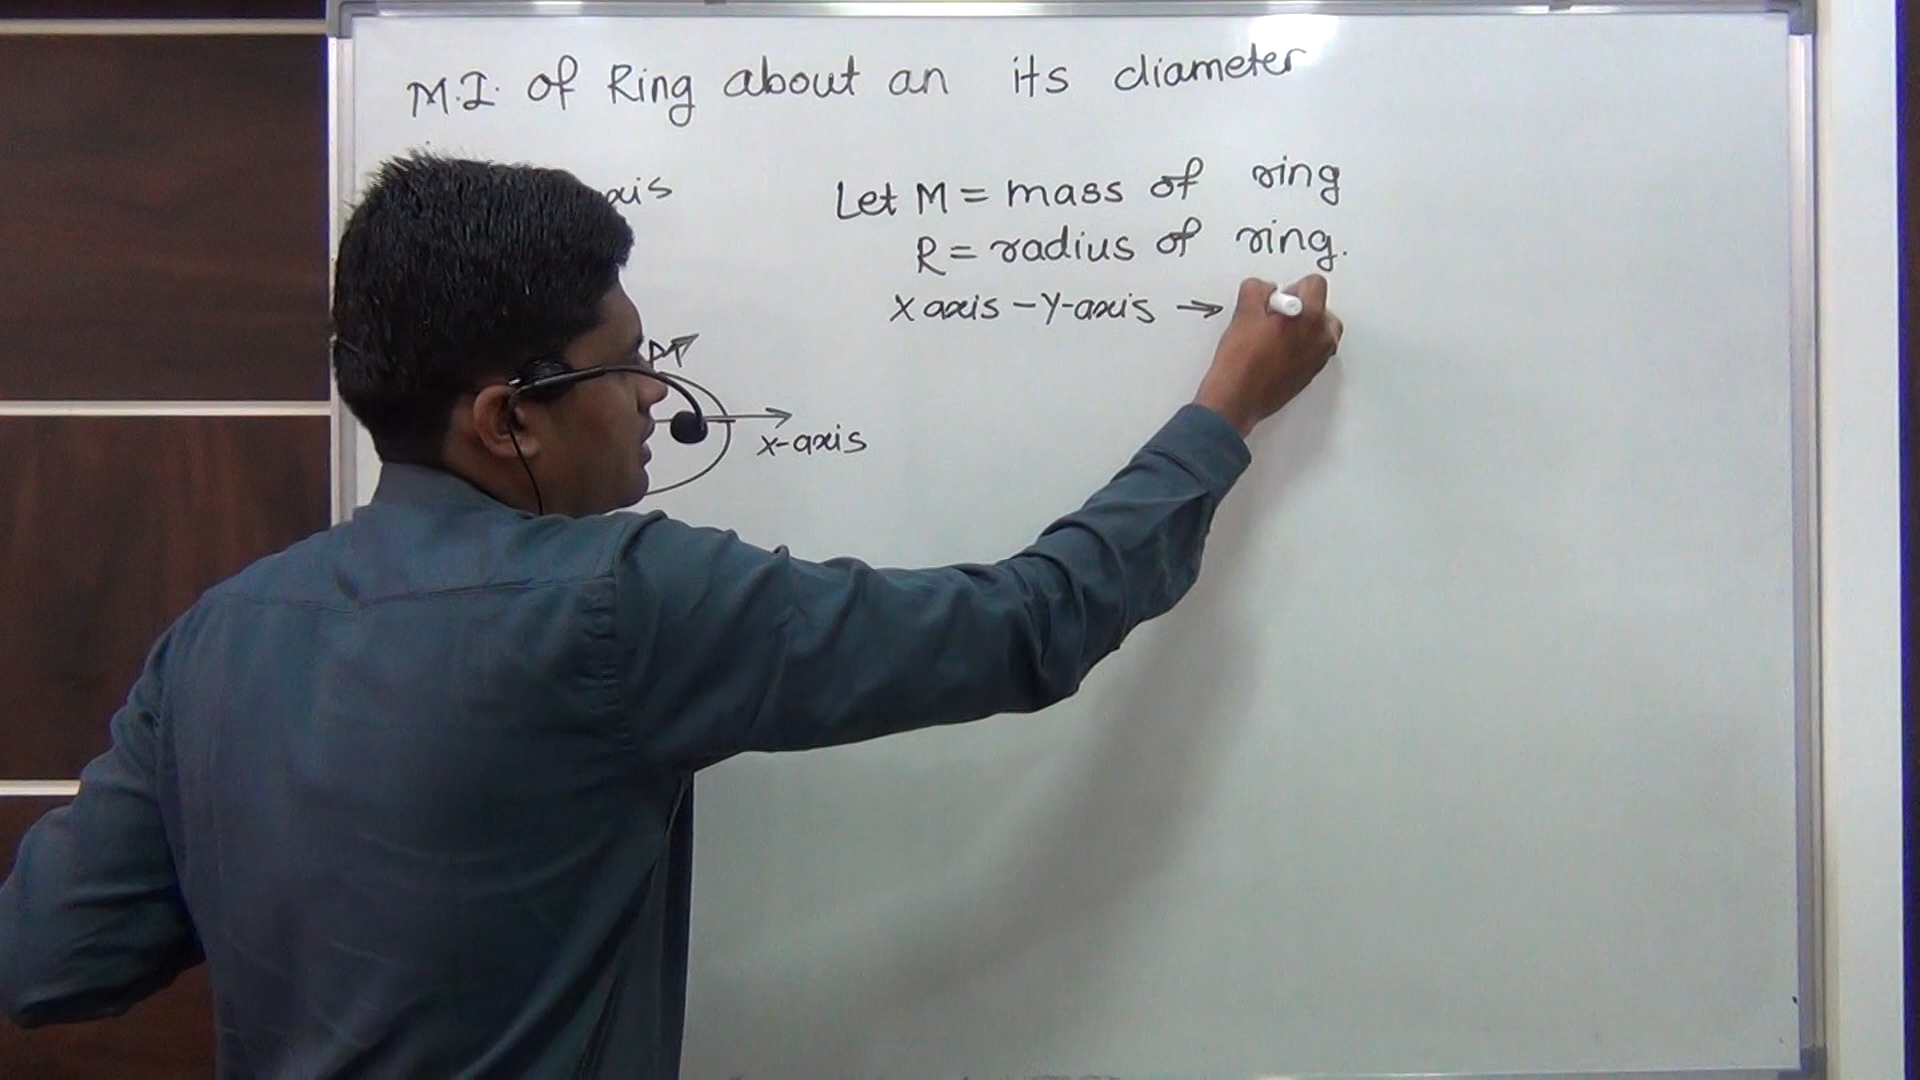 M.I. of Ring about an its diameter
Let M = mass of ring
R = radius of ring.
X axis - Y-axis →
x-axis